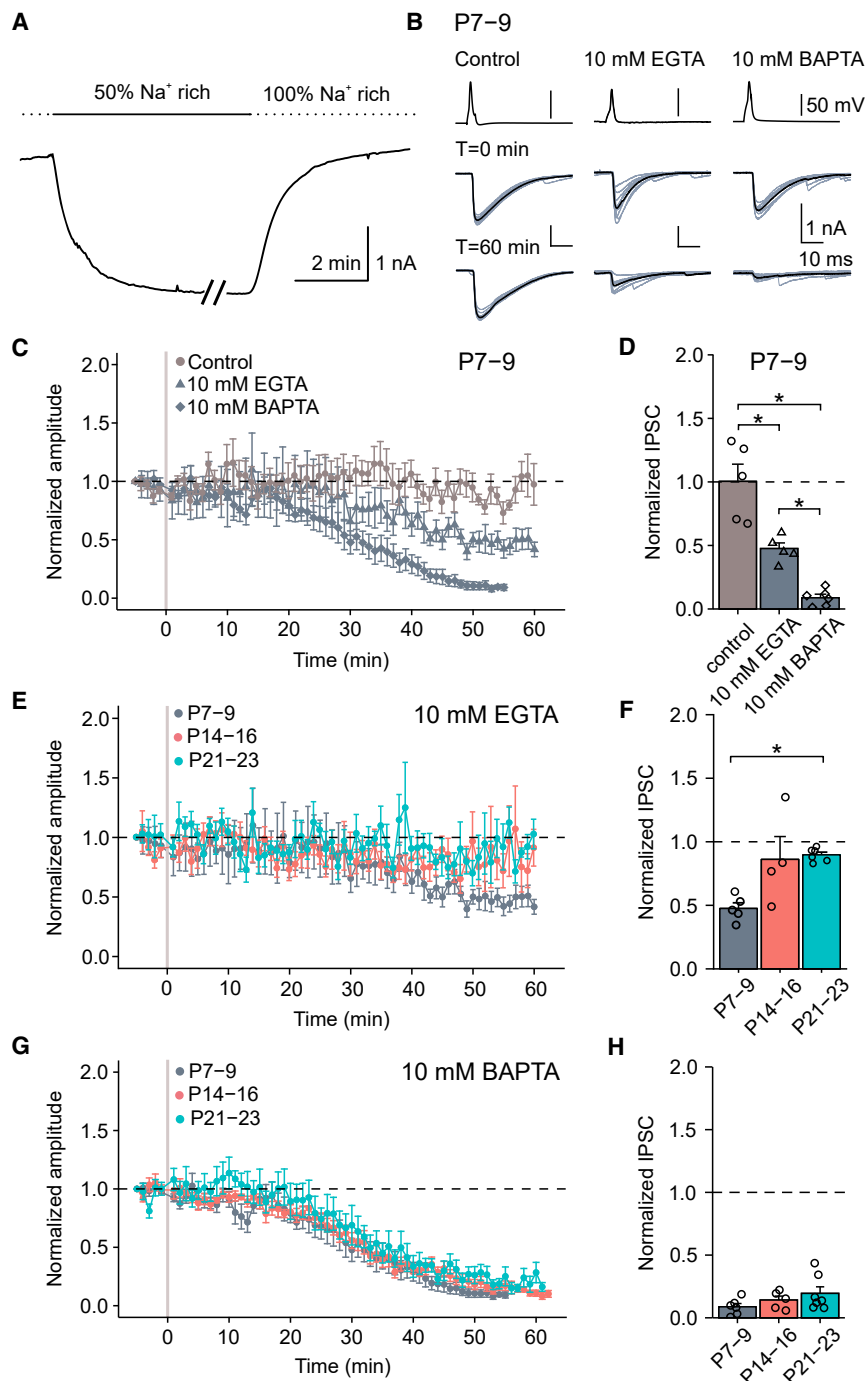 A
50% Na⁺ rich
100% Na⁺ rich
2 min
1 nA
B
P7–9
Control
10 mM EGTA
10 mM BAPTA
50 mV
T=0 min
1 nA
T=60 min
10 ms
C
P7–9
Control
10 mM EGTA
10 mM BAPTA
Normalized amplitude
2.0
1.5
1.0
0.5
0.0
0
10
20
30
40
50
60
Time (min)
D
P7–9
Normalized IPSC
2.0
1.5
1.0
0.5
0.0
*
*
*
control
10 mM EGTA
10 mM BAPTA
E
10 mM EGTA
P7–9
P14–16
P21–23
Normalized amplitude
2.0
1.5
1.0
0.5
0.0
0
10
20
30
40
50
60
Time (min)
F
Normalized IPSC
2.0
1.5
1.0
0.5
0.0
*
P7–9
P14–16
P21–23
G
10 mM BAPTA
P7–9
P14–16
P21–23
Normalized amplitude
2.0
1.5
1.0
0.5
0.0
0
10
20
30
40
50
60
Time (min)
H
Normalized IPSC
2.0
1.5
1.0
0.5
0.0
P7–9
P14–16
P21–23